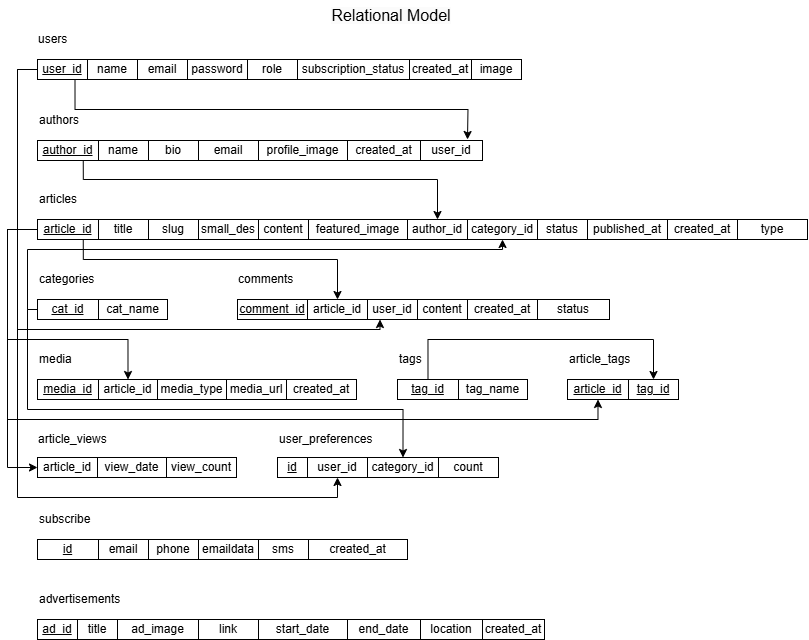 Relational Model
users
user_id name email password role subscription_status created_at image
authors
author_id name bio email profile_image created_at user_id
articles
article_id title slug small_des content featured_image author_id category_id status published_at created_at type
categories comments
cat_id cat_name comment_id article_id user_id content created_at status
media tags article_tags
media_id article_id media_type media_url created_at tag_id tag_name article_id tag_id
article_views user_preferences
article_id view_date view_count id user_id category_id count
subscribe
id email phone emaildata sms created_at
advertisements
ad_id title ad_image link start_date end_date location created_at